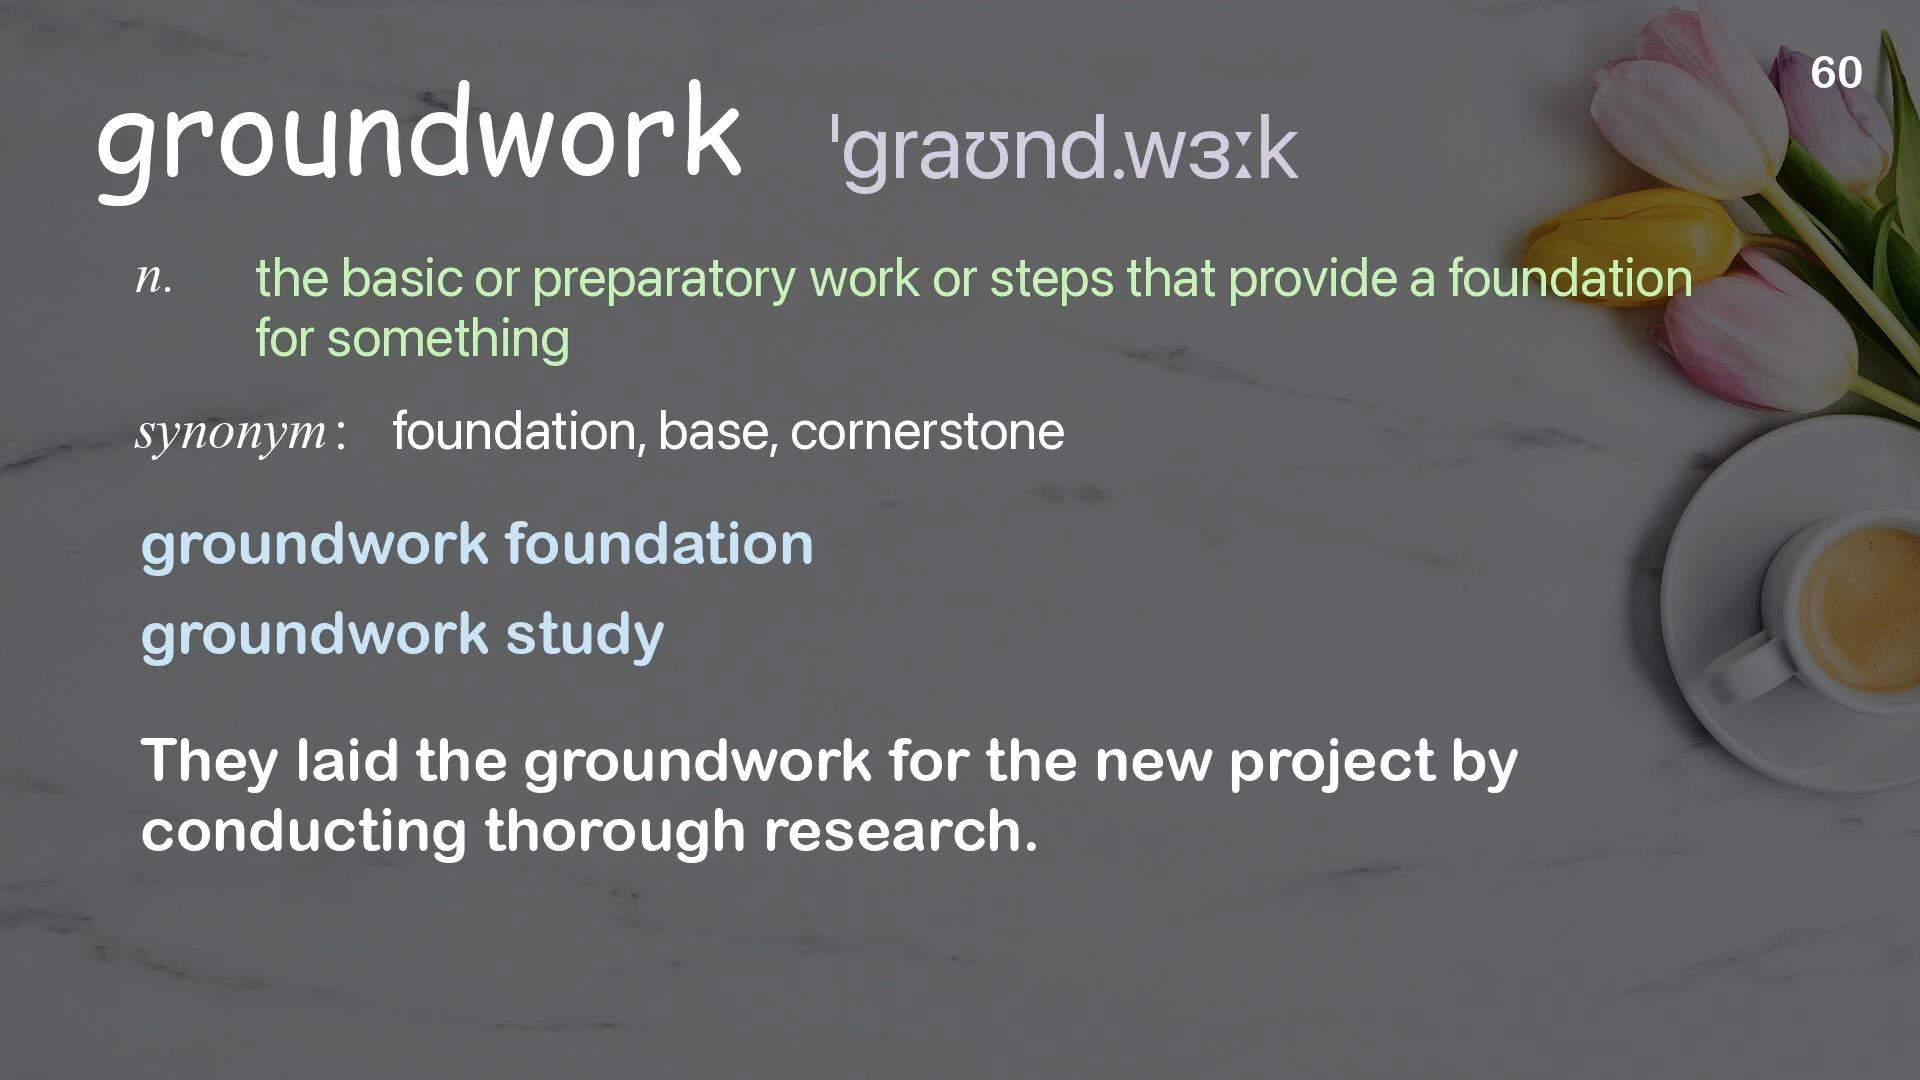 60
groundwork ˈɡraʊnd.wɜːk
n. the basic or preparatory work or steps that provide a foundation
for something
synonym: foundation, base, cornerstone
groundwork foundation
groundwork study
They laid the groundwork for the new project by
conducting thorough research.